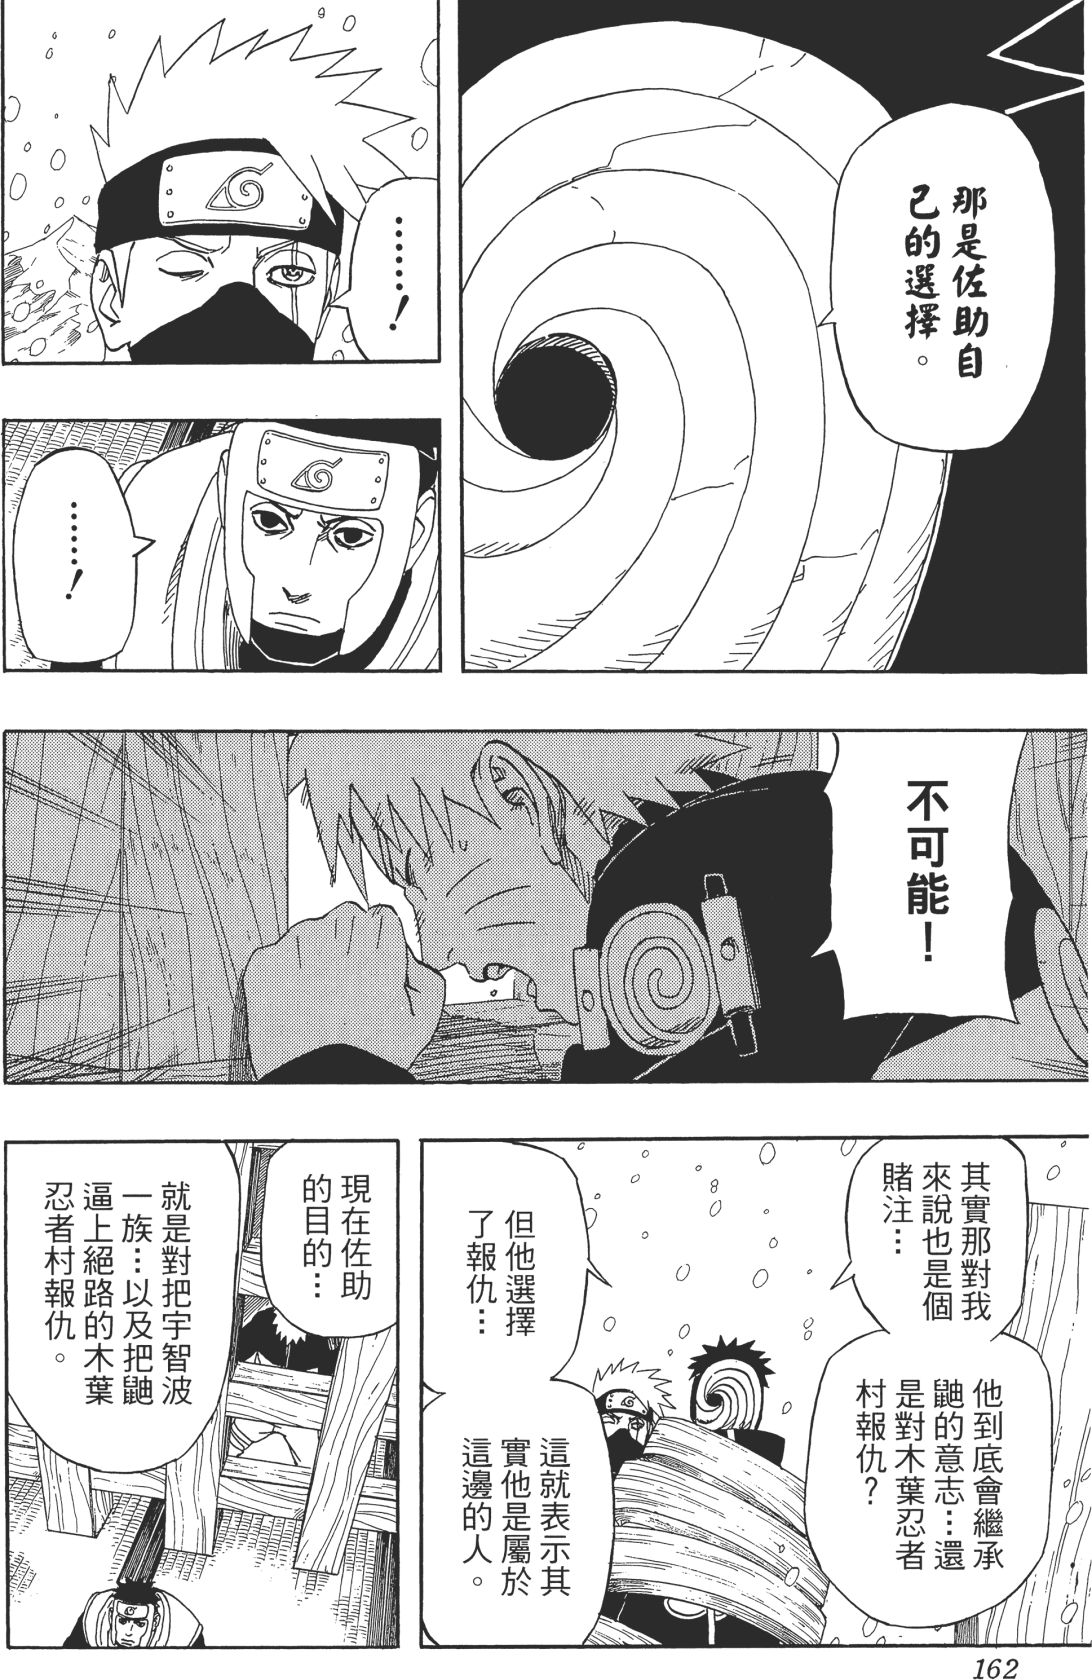 那是佐助自
己的選擇。
……！
……！
不可能！
其實那對我
來說也是個
賭注…
他到底會繼承
鼬的意志…還
是對木葉忍者
村報仇？
但他選擇
了報仇…
這就表示其
實他是屬於
這邊的人。
現在佐助
的目的…
就是對把宇智波
一族…以及把鼬
逼上絕路的木葉
忍者村報仇。
162